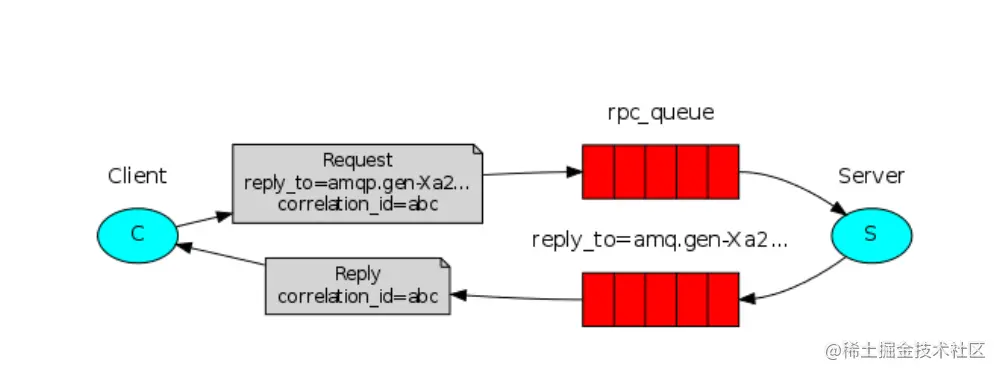 rpc_queue
Client
Request
reply_to=amqp.gen-Xa2...
correlation_id=abc
Server
C
S
reply_to=amq.gen-Xa2...
Reply
correlation_id=abc
@稀土掘金技术社区